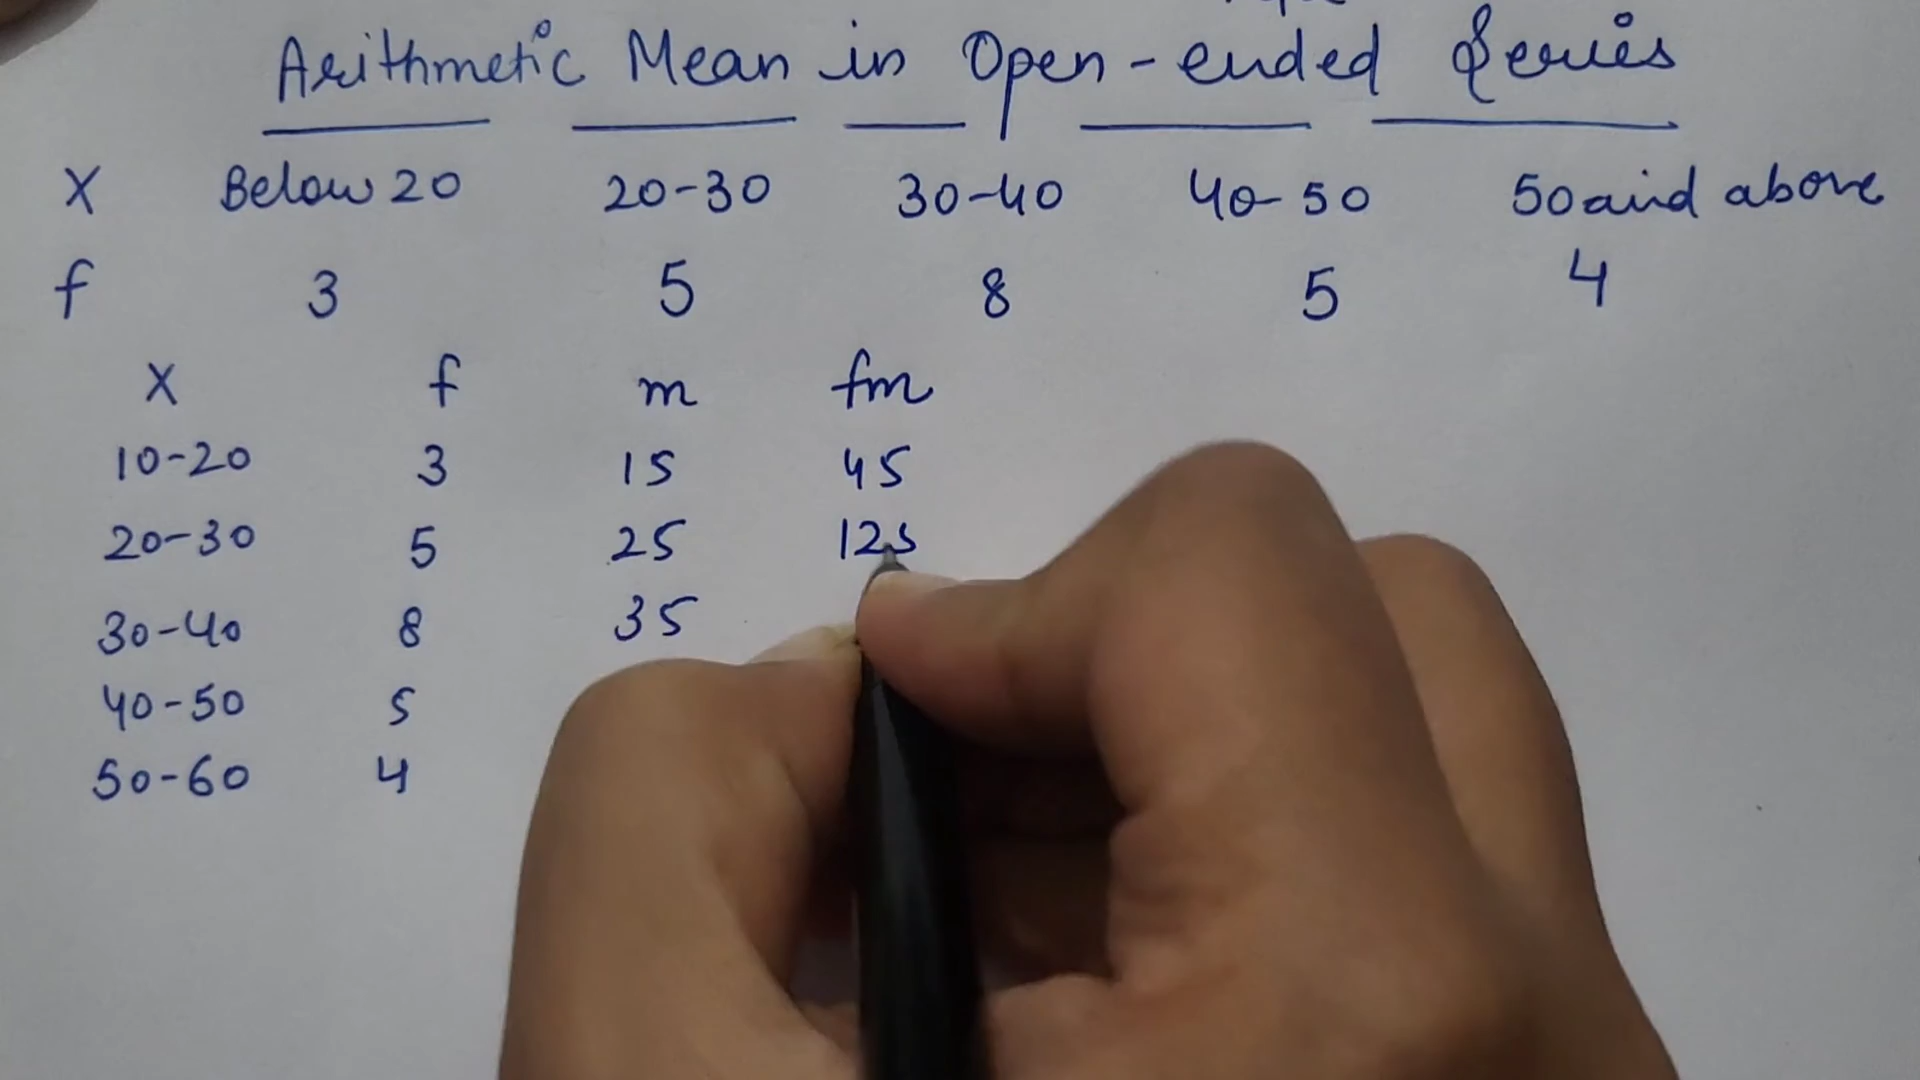 Arithmetic Mean in Open-ended Series
X Below 20 20-30 30-40 40-50 50 and above
f 3 5 8 5 4
X f m fm
10-20 3 15 45
20-30 5 25 125
30-40 8 35
40-50 5
50-60 4